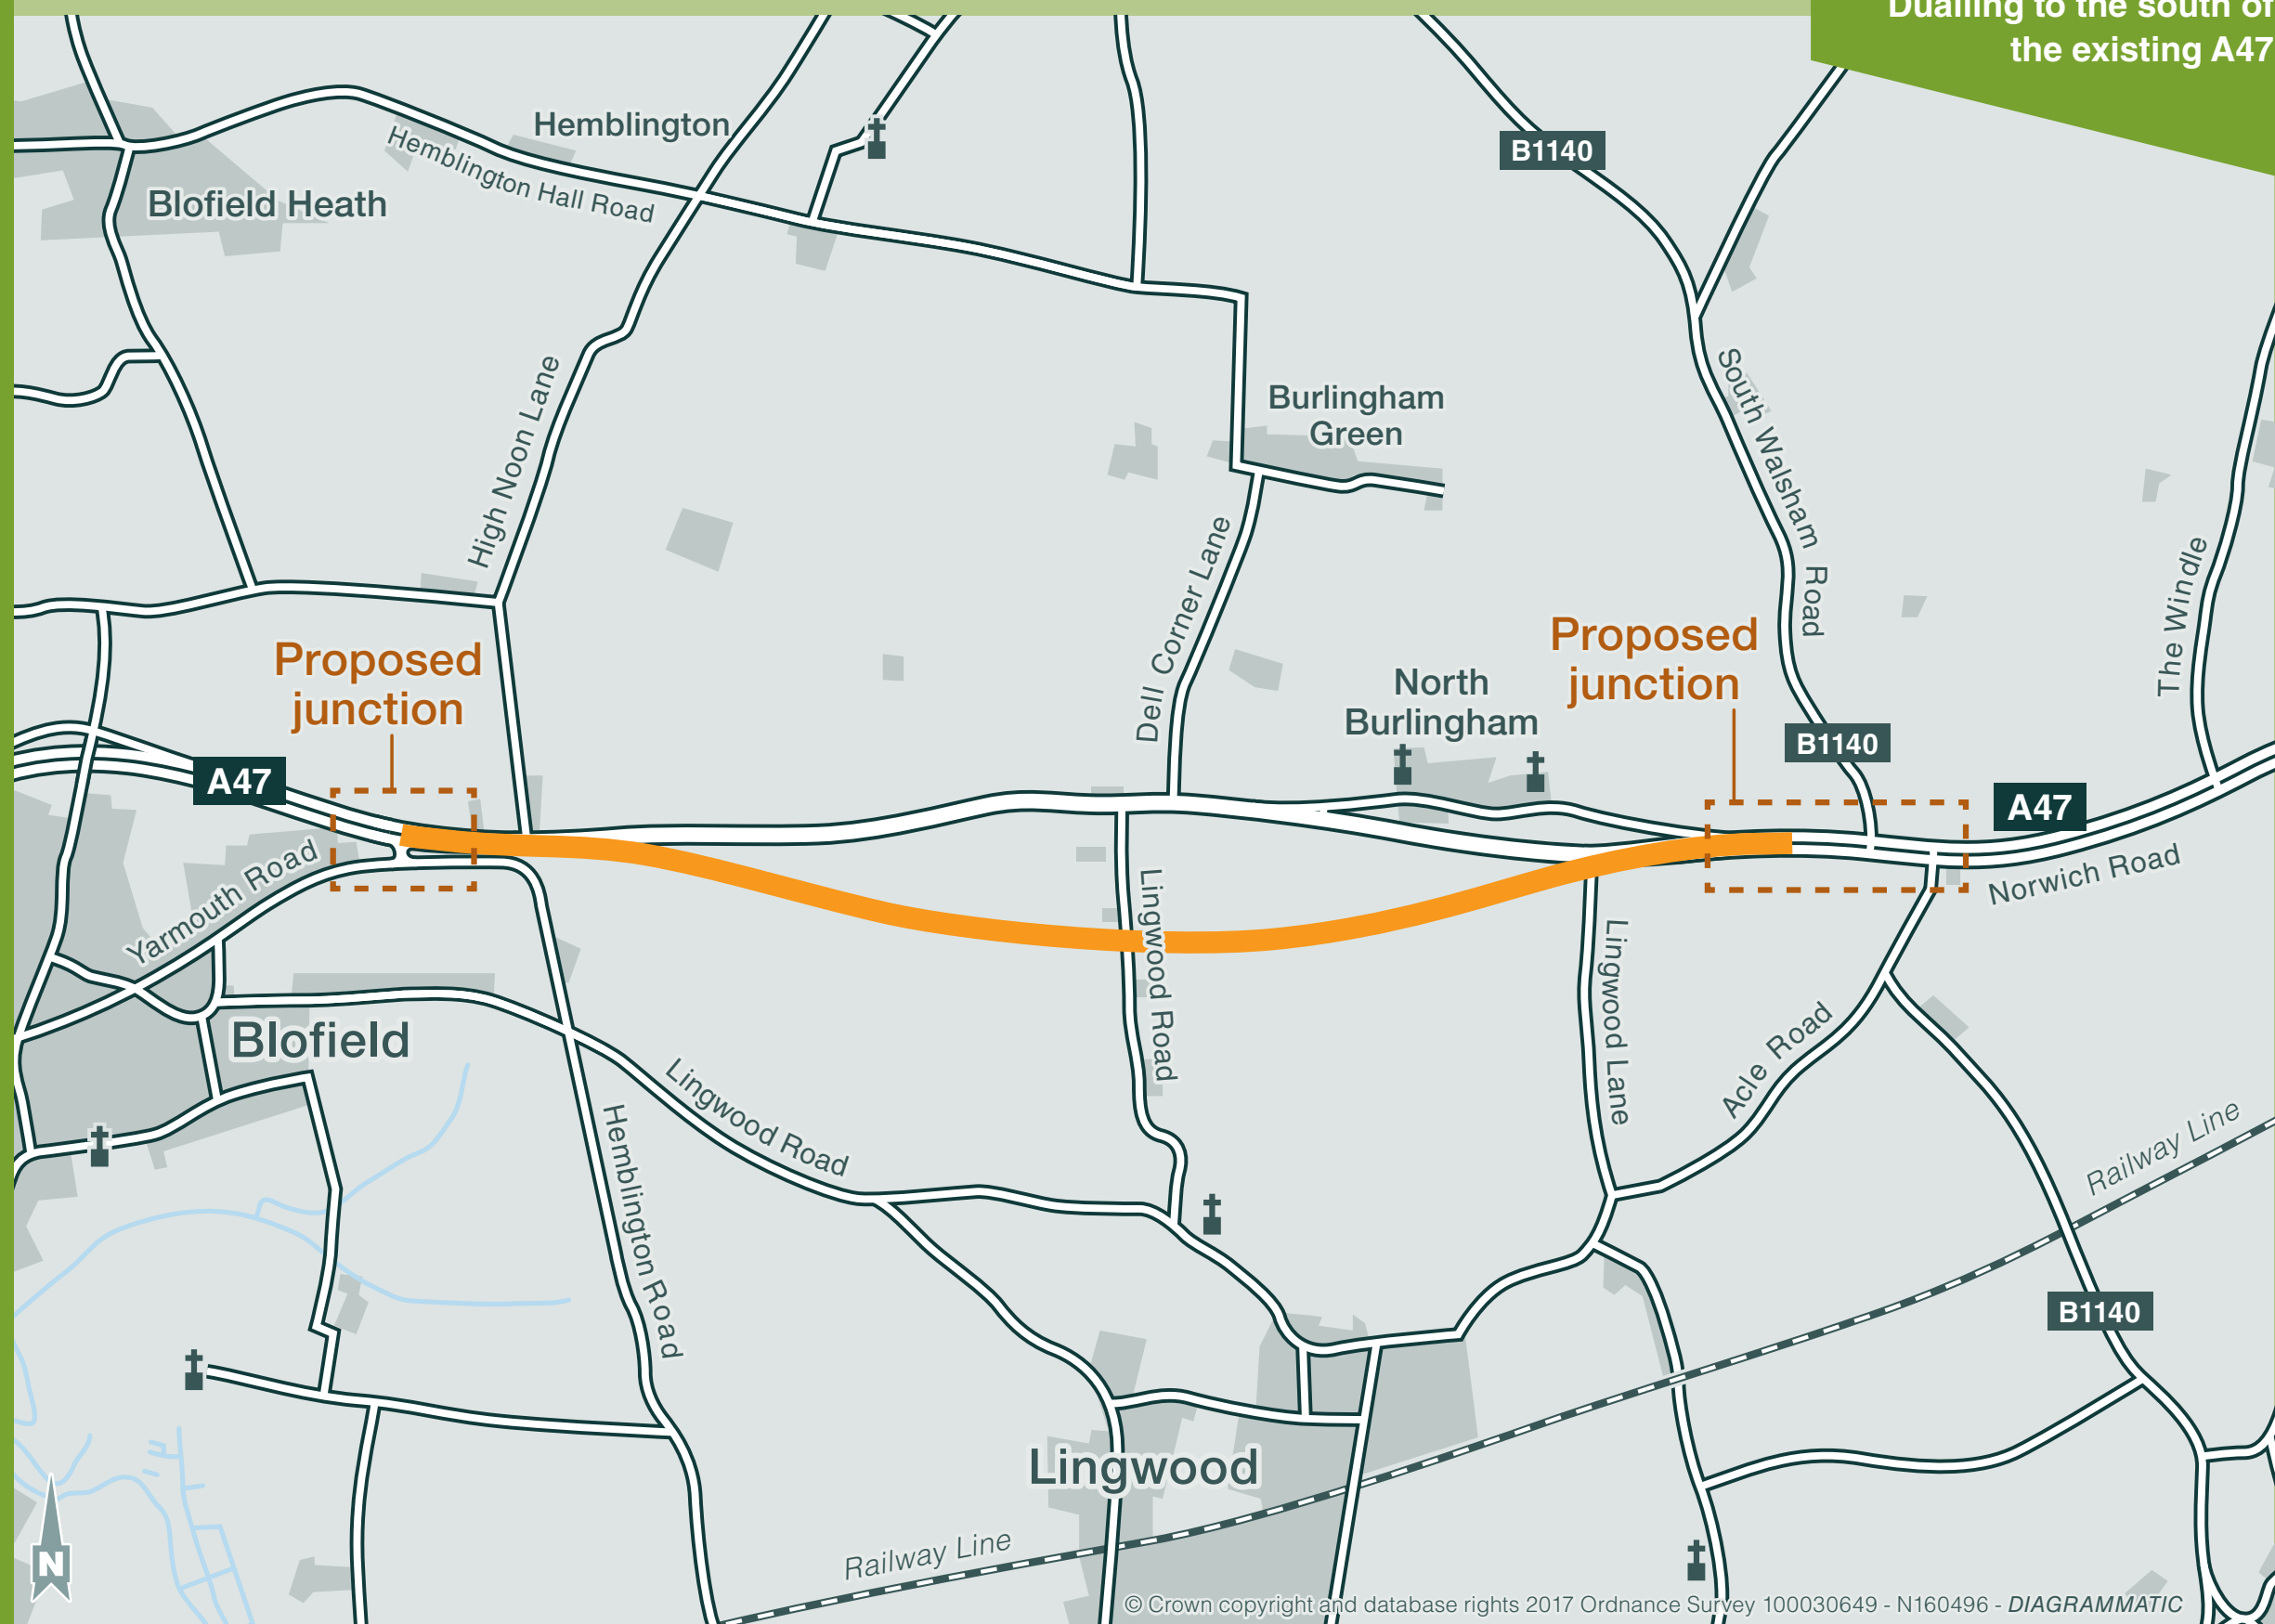 Dualling to the south of
the existing A47
Hemblington
B1140
Hemblington Hall Road
Blofield Heath
High Noon Lane
South Walsham Road
Burlingham
Green
Dell Corner Lane
The Windle
Proposed
junction
Proposed
junction
North
Burlingham
B1140
A47
A47
Yarmouth Road
Norwich Road
Lingwood Road
Lingwood Lane
Blofield
Acle Road
Lingwood Road
Hemblington Road
Railway Line
B1140
Lingwood
Railway Line
N
© Crown copyright and database rights 2017 Ordnance Survey 100030649 - N160496 - DIAGRAMMATIC